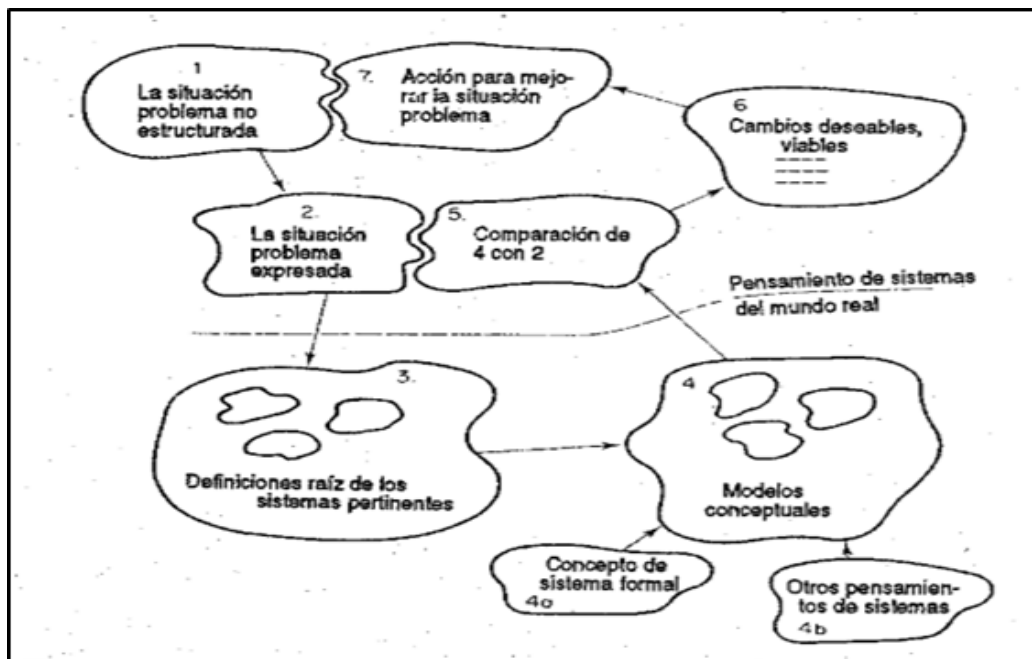 1
La situación
problema no
estructurada
7.
Acción para mejo-
rar la situación
problema
6
Cambios deseables,
viables
2.
La situación
problema
expresada
5.
Comparación de
4 con 2
Pensamiento de sistemas
del mundo real
3.
Definiciones raíz de los
sistemas pertinentes
4
Modelos
conceptuales
Concepto de
sistema formal
4a
Otros pensamien-
tos de sistemas
4b